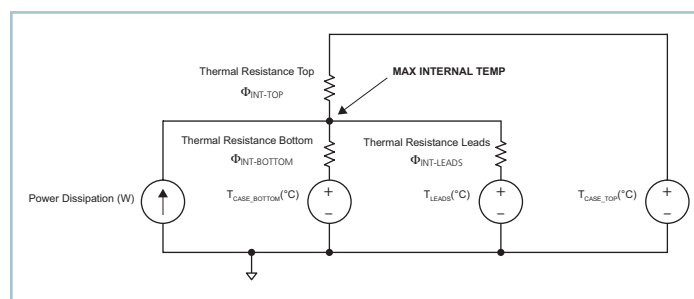 Thermal Resistance Top
ΦINT-TOP
MAX INTERNAL TEMP
Thermal Resistance Bottom
ΦINT-BOTTOM
Thermal Resistance Leads
ΦINT-LEADS
Power Dissipation (W)
TCASE_BOTTOM(°C)
+
–
TLEADS(°C)
+
–
TCASE_TOP(°C)
+
–